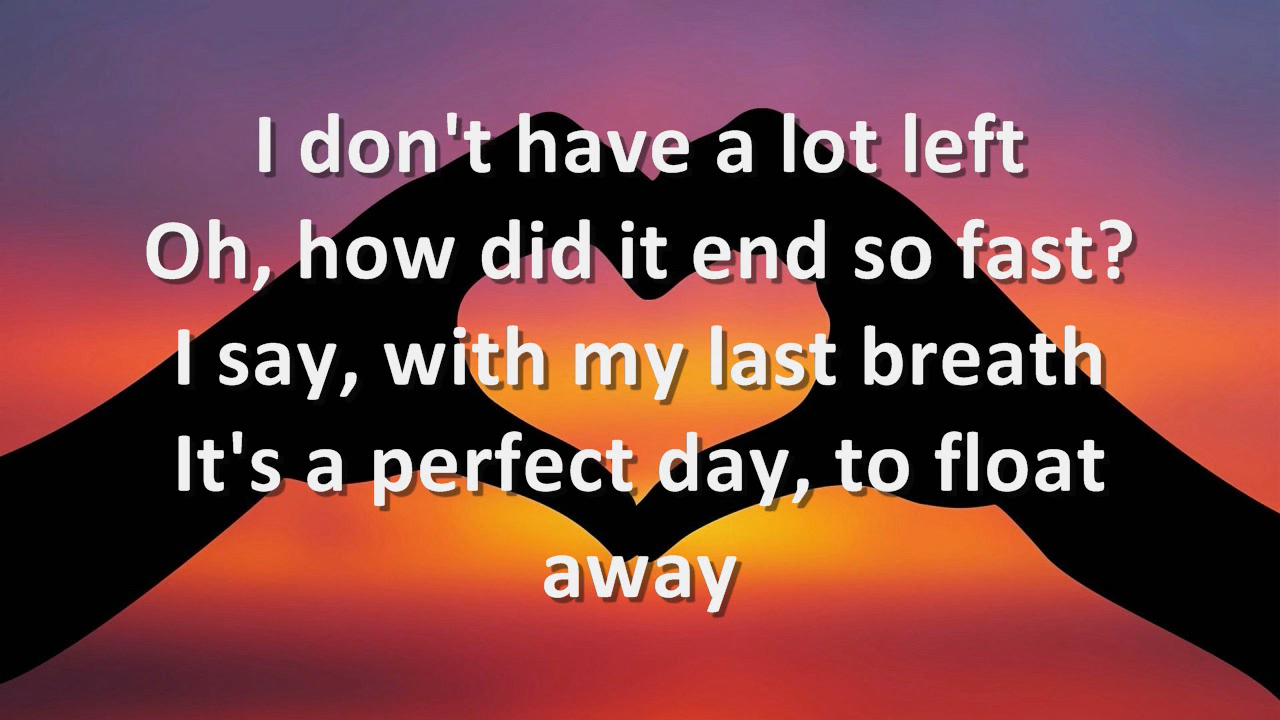 I don't have a lot left
Oh, how did it end so fast?
I say, with my last breath
It's a perfect day, to float
away